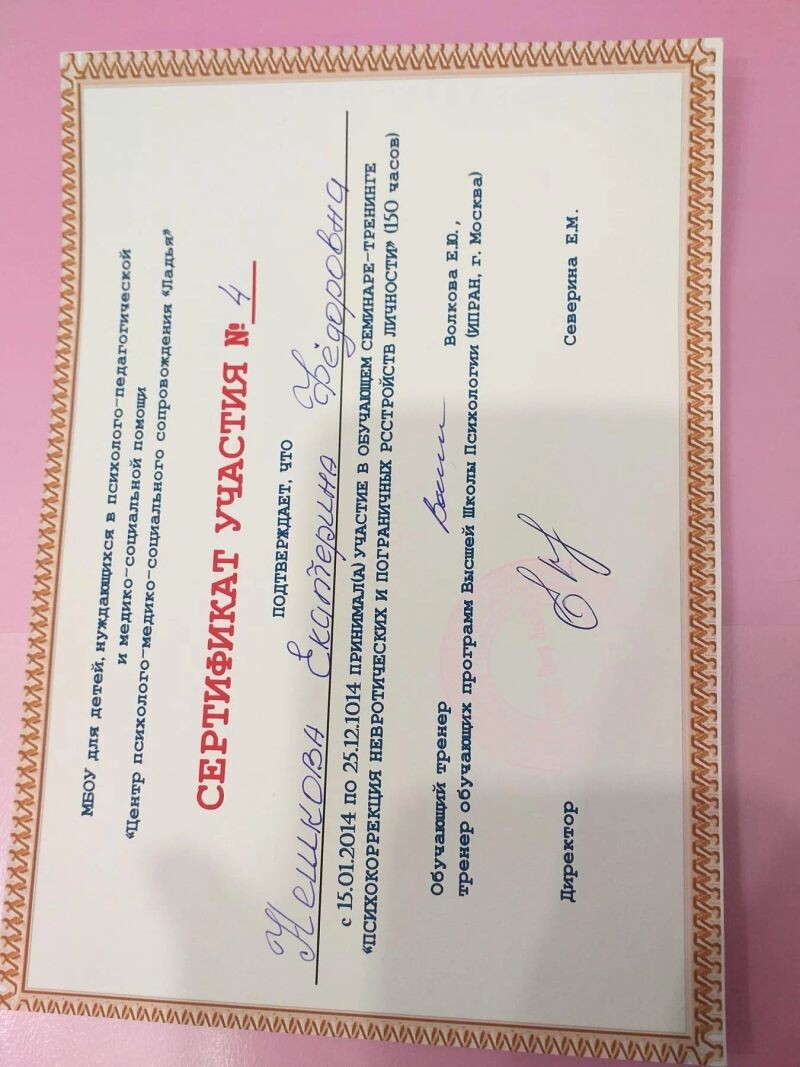 МБОУ для детей, нуждающихся в психолого-педагогической
и медико-социальной помощи
«Центр психолого-медико-социального сопровождения «Ладья»
СЕРТИФИКАТ УЧАСТИЯ № 4
ПОДТВЕРЖДАЕТ, ЧТО
Нешкова Екатерина Фёдоровна
с 15.01.2014 по 25.12.1014 ПРИНИМАЛ(А) УЧАСТИЕ В ОБУЧАЮЩЕМ СЕМИНАРЕ-ТРЕНИНГЕ
«ПСИХОКОРРЕКЦИЯ НЕВРОТИЧЕСКИХ И ПОГРАНИЧНЫХ РССТРОЙСТВ ЛИЧНОСТИ» (150 часов)
Обучающий тренер Волкова Е.Ю.,
тренер обучающих программ Высшей Школы Психологии (ИПРАН, г. Москва)
Директор Северина Е.М.